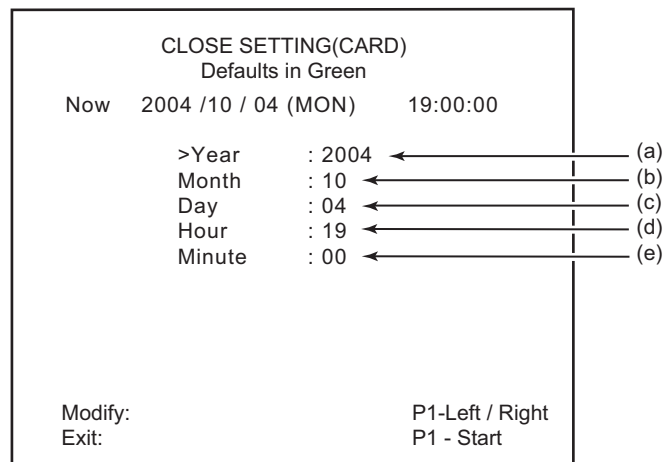 CLOSE SETTING(CARD)
Defaults in Green
Now 2004 /10 / 04 (MON) 19:00:00
>Year : 2004 (a)
Month : 10 (b)
Day : 04 (c)
Hour : 19 (d)
Minute : 00 (e)
Modify: P1-Left / Right
Exit: P1 - Start